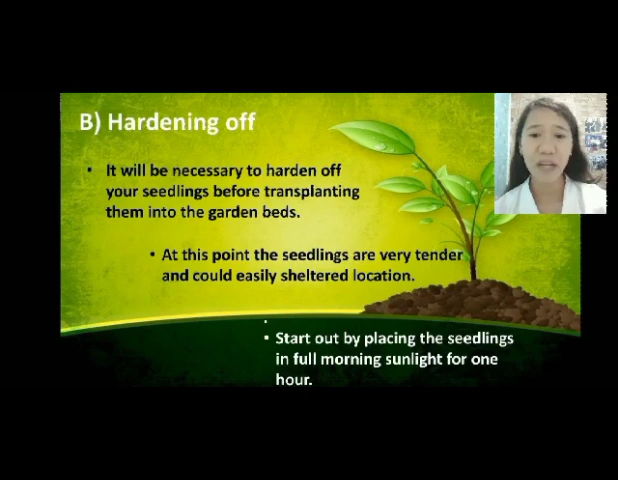 B) Hardening off
• It will be necessary to harden off
your seedlings before transplanting
them into the garden beds.
• At this point the seedlings are very tender
and could easily sheltered location.
▪ Start out by placing the seedlings
in full morning sunlight for one
hour.